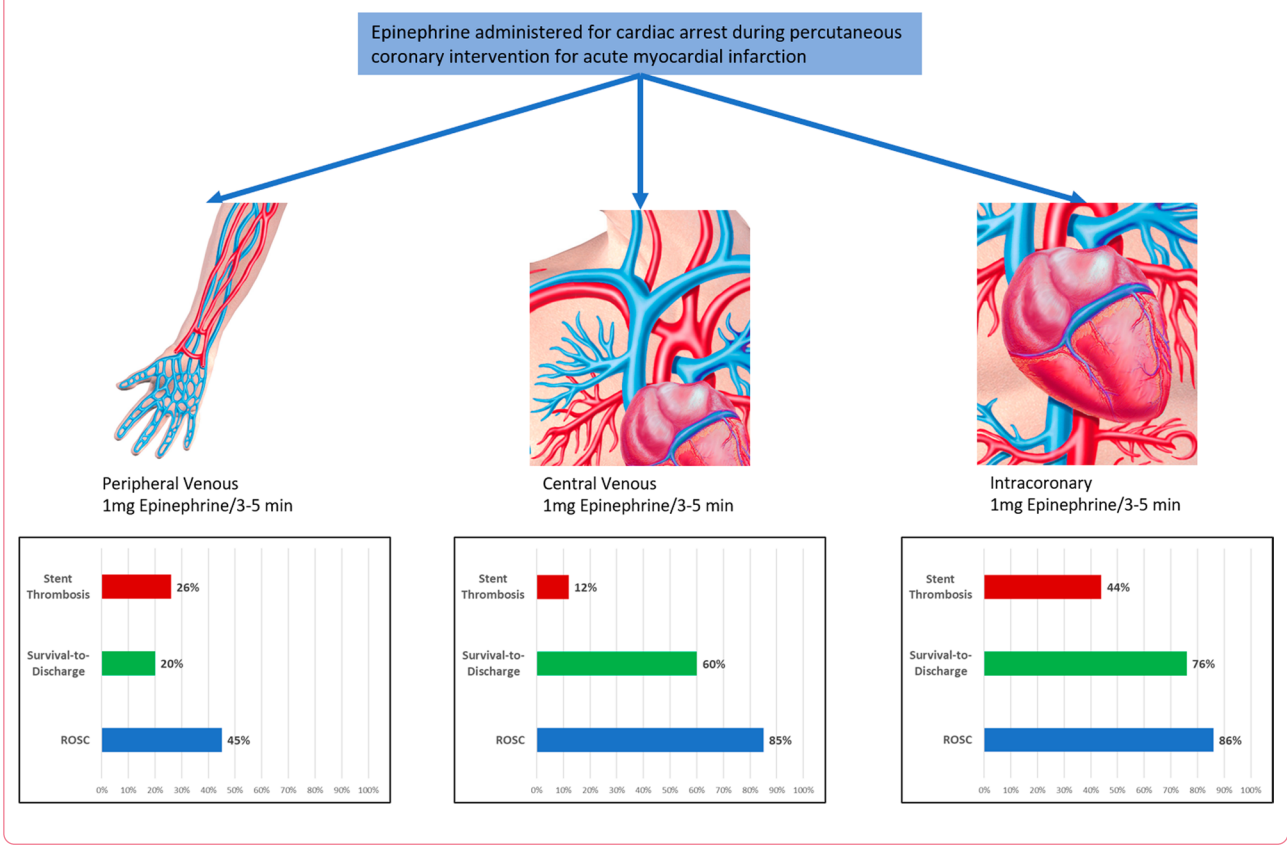 Epinephrine administered for cardiac arrest during percutaneous
coronary intervention for acute myocardial infarction
Peripheral Venous
1mg Epinephrine/3-5 min
Central Venous
1mg Epinephrine/3-5 min
Intracoronary
1mg Epinephrine/3-5 min
Stent
Thrombosis
26%
Survival-to-
Discharge
20%
ROSC
45%
0% 10% 20% 30% 40% 50% 60% 70% 80% 90% 100%
Stent
Thrombosis
12%
Survival-to-
Discharge
60%
ROSC
85%
0% 10% 20% 30% 40% 50% 60% 70% 80% 90% 100%
Stent
Thrombosis
44%
Survival-to-
Discharge
76%
ROSC
86%
0% 10% 20% 30% 40% 50% 60% 70% 80% 90% 100%